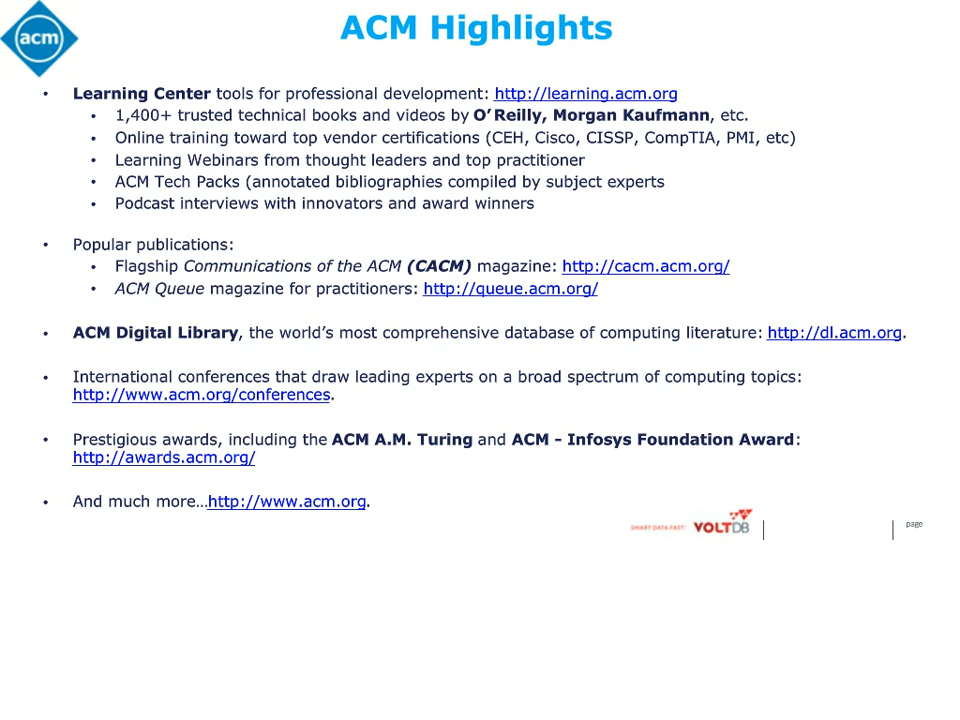 acm
ACM Highlights
• Learning Center tools for professional development: http://learning.acm.org
• 1,400+ trusted technical books and videos by O’Reilly, Morgan Kaufmann, etc.
• Online training toward top vendor certifications (CEH, Cisco, CISSP, CompTIA, PMI, etc)
• Learning Webinars from thought leaders and top practitioner
• ACM Tech Packs (annotated bibliographies compiled by subject experts
• Podcast interviews with innovators and award winners
• Popular publications:
• Flagship Communications of the ACM (CACM) magazine: http://cacm.acm.org/
• ACM Queue magazine for practitioners: http://queue.acm.org/
• ACM Digital Library, the world’s most comprehensive database of computing literature: http://dl.acm.org.
• International conferences that draw leading experts on a broad spectrum of computing topics:
http://www.acm.org/conferences.
• Prestigious awards, including the ACM A.M. Turing and ACM - Infosys Foundation Award:
http://awards.acm.org/
• And much more…http://www.acm.org.
SMART DATA FAST. VOLTDB
page